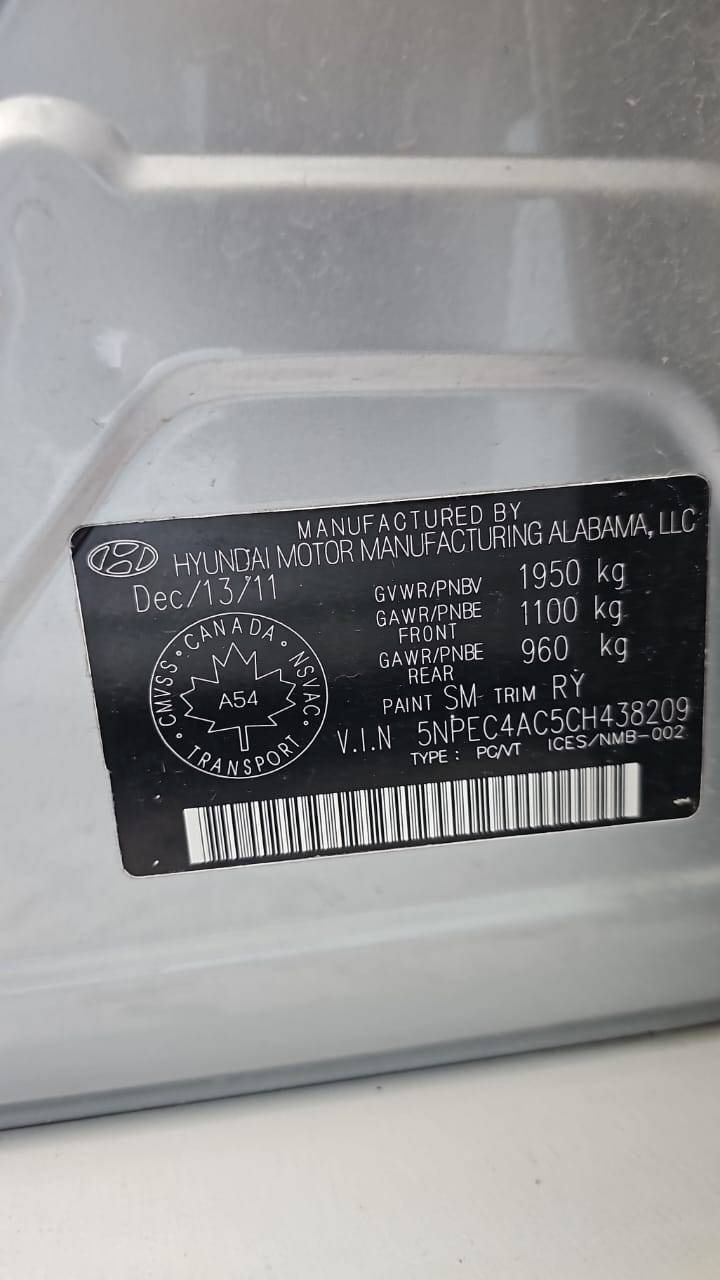 MANUFACTURED BY
HYUNDAI MOTOR MANUFACTURING ALABAMA, LLC
Dec/13/11
GVWR/PNBV 1950 kg
GAWR/PNBE 1100 kg
FRONT
GAWR/PNBE 960 kg
REAR
PAINT SM TRIM RY
V.I.N 5NPEC4AC5CH438209
TYPE : PC/VT ICES/NMB-002
CMVSS • CANADA • NSVAC • TRANSPORT •
A54